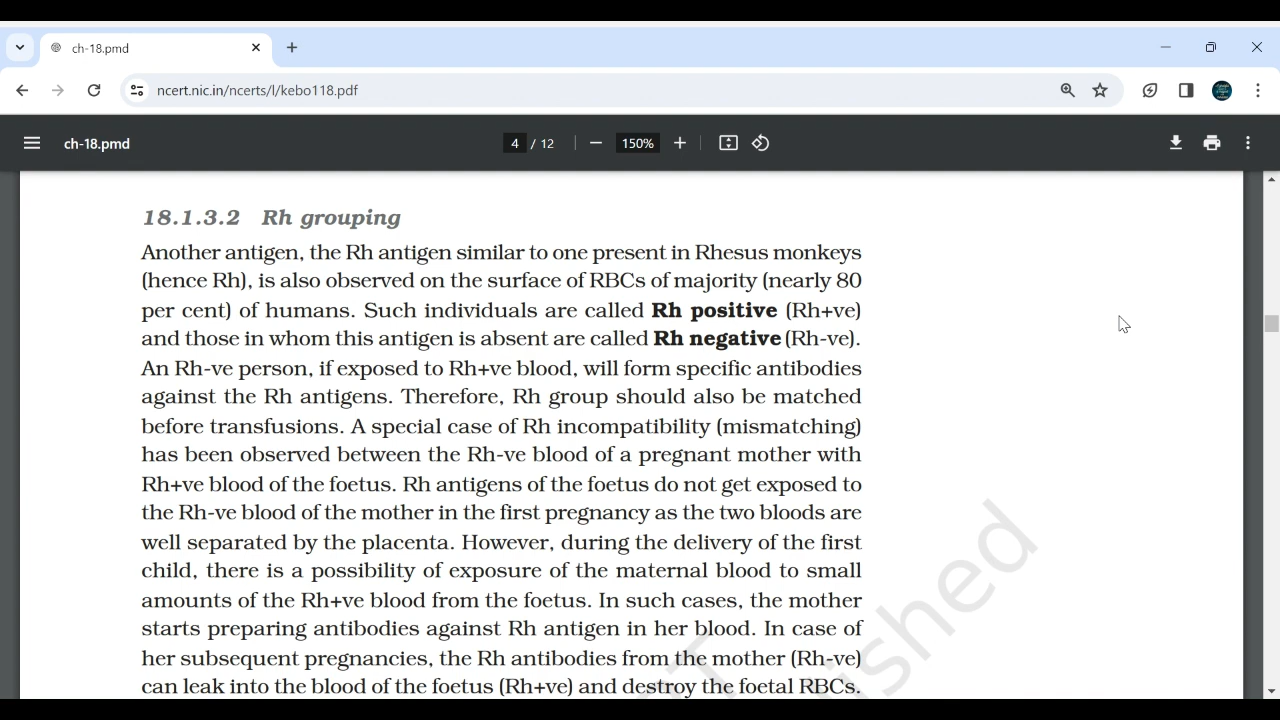 ch-18.pmd
ncert.nic.in/ncerts/l/kebo118.pdf
ch-18.pmd
4 / 12
150%
18.1.3.2 Rh grouping
Another antigen, the Rh antigen similar to one present in Rhesus monkeys
(hence Rh), is also observed on the surface of RBCs of majority (nearly 80
per cent) of humans. Such individuals are called Rh positive (Rh+ve)
and those in whom this antigen is absent are called Rh negative (Rh-ve).
An Rh-ve person, if exposed to Rh+ve blood, will form specific antibodies
against the Rh antigens. Therefore, Rh group should also be matched
before transfusions. A special case of Rh incompatibility (mismatching)
has been observed between the Rh-ve blood of a pregnant mother with
Rh+ve blood of the foetus. Rh antigens of the foetus do not get exposed to
the Rh-ve blood of the mother in the first pregnancy as the two bloods are
well separated by the placenta. However, during the delivery of the first
child, there is a possibility of exposure of the maternal blood to small
amounts of the Rh+ve blood from the foetus. In such cases, the mother
starts preparing antibodies against Rh antigen in her blood. In case of
her subsequent pregnancies, the Rh antibodies from the mother (Rh-ve)
can leak into the blood of the foetus (Rh+ve) and destroy the foetal RBCs.